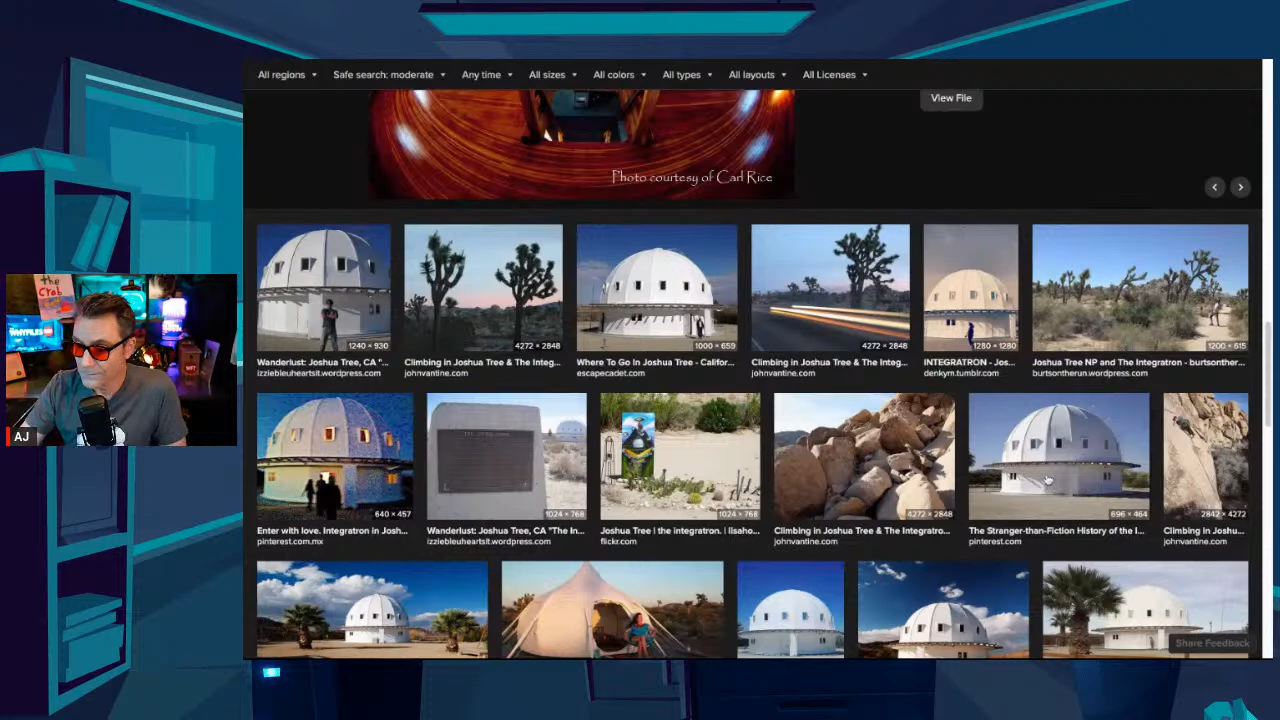 All regions
Safe search: moderate
Any time
All sizes
All colors
All types
All layouts
All Licenses
View File
Photo courtesy of Carl Rice
1240 × 930
4272 × 2848
1000 × 659
4272 × 2848
1280 × 1280
1200 × 615
Wanderlust: Joshua Tree, CA "...
Climbing in Joshua Tree & The Integ...
Where To Go In Joshua Tree - Califor...
Climbing in Joshua Tree & The Integ...
INTEGRATRON - Jos...
Joshua Tree NP and The Integratron - burtsonther...
izziebleuheartsit.wordpress.com
johnvantine.com
escapecadet.com
johnvantine.com
denkym.tumblr.com
burtsontherun.wordpress.com
the
Crab
WHYFILES
AJ
640 × 457
1024 × 768
1024 × 768
4272 × 2848
696 × 464
2842 × 4272
Enter with love. Integratron in Josh...
Wanderlust: Joshua Tree, CA "The In...
Joshua Tree | the integratron. | lisaho...
Climbing in Joshua Tree & The Integratro...
The Stranger-than-Fiction History of the I...
Climbing in Joshu...
pinterest.com.mx
izziebleuheartsit.wordpress.com
flickr.com
johnvantine.com
pinterest.com
johnvantine.com
Share Feedback